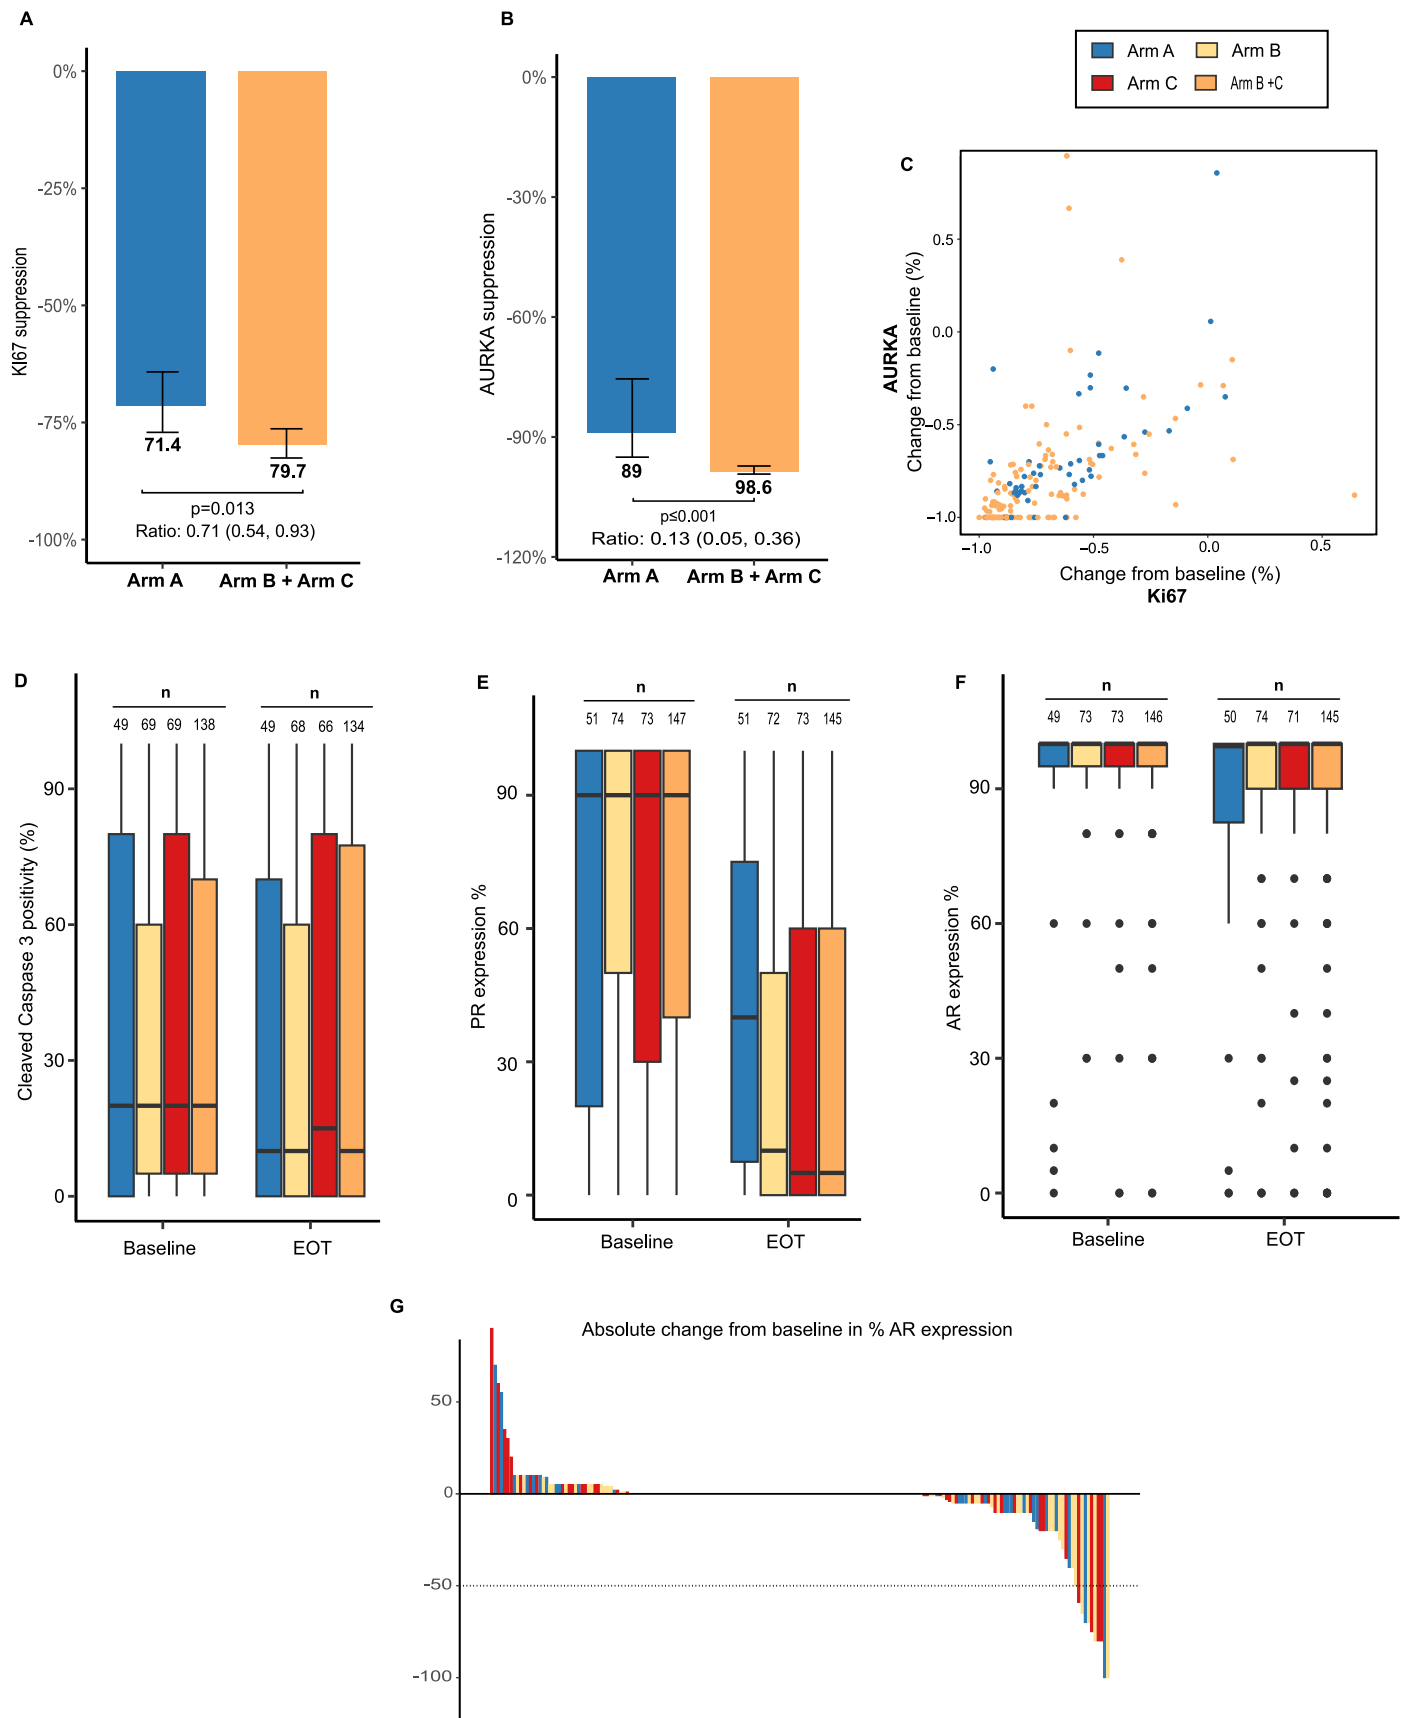 A
0%
-25%
-50%
-75%
-100%
KI67 suppression
71.4
79.7
p=0.013
Ratio: 0.71 (0.54, 0.93)
Arm A
Arm B + Arm C
B
0%
-30%
-60%
-90%
-120%
AURKA suppression
89
98.6
p≤0.001
Ratio: 0.13 (0.05, 0.36)
Arm A
Arm B + Arm C
Arm A
Arm B
Arm C
Arm B +C
C
0.5
0.0
−0.5
−1.0
AURKA
Change from baseline (%)
−1.0
−0.5
0.0
0.5
Change from baseline (%)
Ki67
D
n
n
49 69 69 138
49 68 66 134
90
60
30
0
Cleaved Caspase 3 positivity (%)
Baseline
EOT
E
n
n
51 74 73 147
51 72 73 145
90
60
30
0
PR expression %
Baseline
EOT
F
n
n
49 73 73 146
50 74 71 145
90
60
30
0
AR expression %
Baseline
EOT
G
Absolute change from baseline in % AR expression
50
0
-50
-100